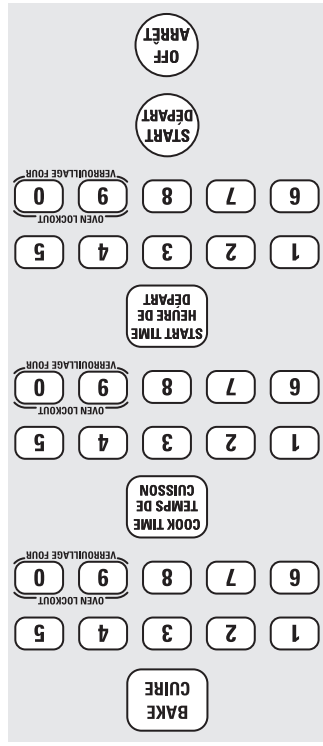 BAKE
CUIRE
1 2 3 4 5
OVEN LOCKOUT
6 7 8 9 0
VERROUILLAGE FOUR
COOK TIME
TEMPS DE
CUISSON
1 2 3 4 5
OVEN LOCKOUT
6 7 8 9 0
VERROUILLAGE FOUR
START TIME
HEURE DE
DÉPART
1 2 3 4 5
OVEN LOCKOUT
6 7 8 9 0
VERROUILLAGE FOUR
START
DÉPART
OFF
ARRÊT